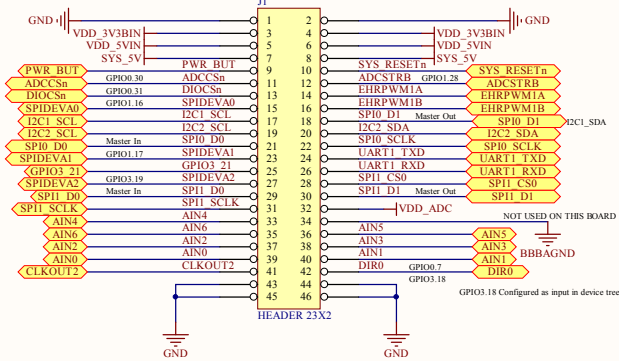 J1
GND 1 2 GND
VDD_3V3BIN 3 4 VDD_3V3BIN
VDD_5VIN 5 6 VDD_5VIN
SYS_5V 7 8 SYS_5V
PWR_BUT PWR_BUT 9 10 SYS_RESETn SYS_RESETn
ADCCSn GPIO0.30 ADCCSn 11 12 ADCSTRB GPIO1.28 ADCSTRB
DIOCSn GPIO0.31 DIOCSn 13 14 EHRPWM1A EHRPWM1A
SPIDEVA0 GPIO1.16 SPIDEVA0 15 16 EHRPWM1B EHRPWM1B
I2C1_SCL I2C1_SCL 17 18 SPI0_D1 Master Out SPI0_D1 I2C1_SDA
I2C2_SCL I2C2_SCL 19 20 I2C2_SDA I2C2_SDA
SPI0_D0 Master In SPI0_D0 21 22 SPI0_SCLK SPI0_SCLK
SPIDEVA1 GPIO1.17 SPIDEVA1 23 24 UART1_TXD UART1_TXD
GPIO3_21 GPIO3_21 25 26 UART1_RXD UART1_RXD
SPIDEVA2 GPIO3.19 SPIDEVA2 27 28 SPI1_CS0 SPI1_CS0
SPI1_D0 Master In SPI1_D0 29 30 SPI1_D1 Master Out SPI1_D1
SPI1_SCLK SPI1_SCLK 31 32 VDD_ADC
AIN4 AIN4 33 34 NOT USED ON THIS BOARD
AIN6 AIN6 35 36 AIN5 AIN5
AIN2 AIN2 37 38 AIN3 AIN3 BBBAGND
AIN0 AIN0 39 40 AIN1 AIN1
CLKOUT2 CLKOUT2 41 42 DIR0 GPIO0.7 DIR0
43 44 GPIO3.18
45 46 GPIO3.18 Configured as input in device tree
HEADER 23X2
GND GND